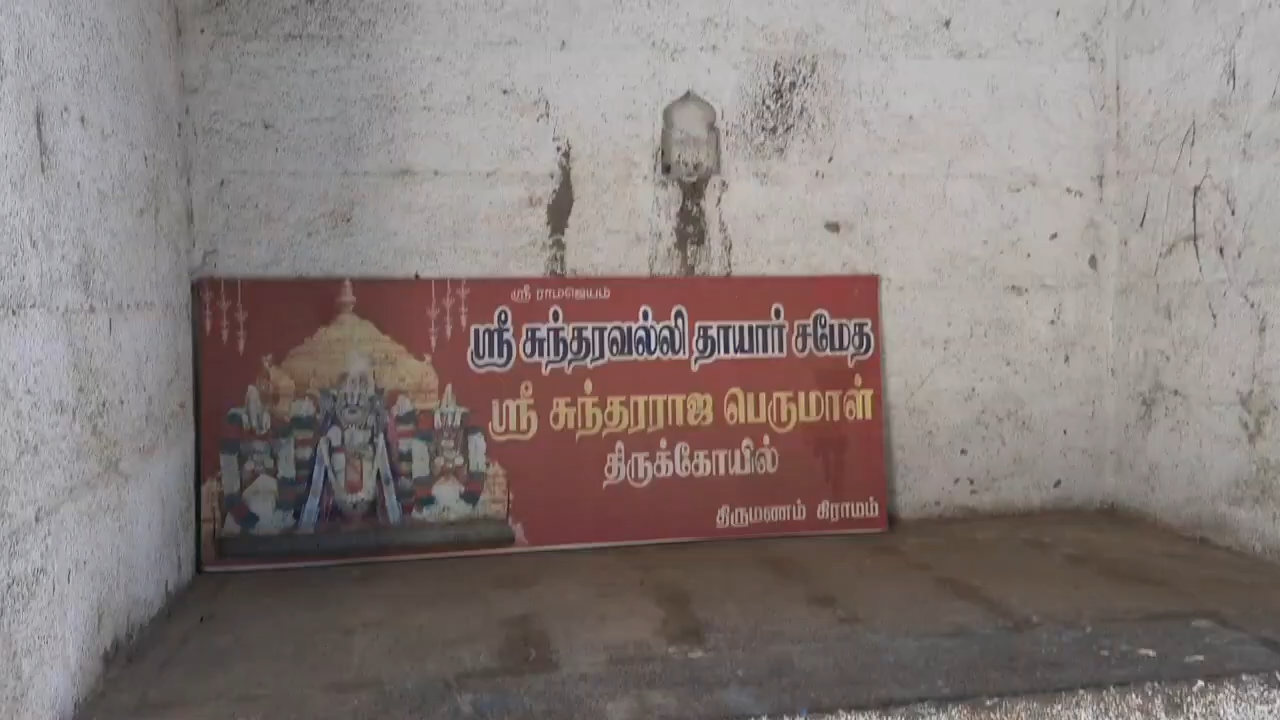 ஸ்ரீ ராமஜெயம்
ஸ்ரீ சுந்தரவல்லி தாயார் சமேத
ஸ்ரீ சுந்தரராஜ பெருமாள்
திருக்கோயில்
திருமணம் கிராமம்